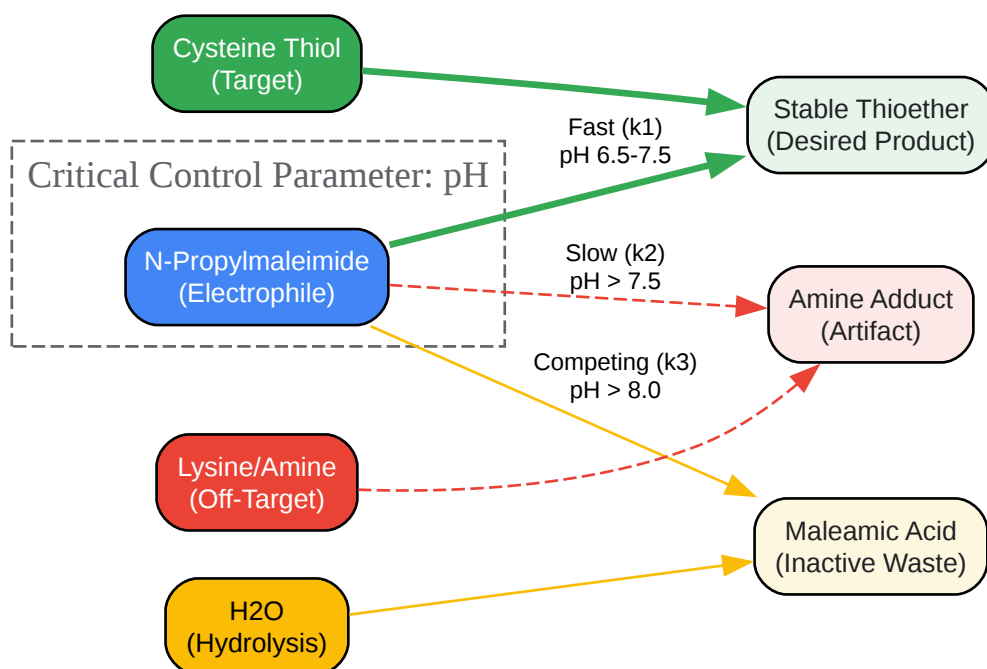 Cysteine Thiol
(Target)
Stable Thioether
(Desired Product)
Fast (k1)
pH 6.5-7.5
Critical Control Parameter: pH
N-Propylmaleimide
(Electrophile)
Slow (k2)
pH > 7.5
Amine Adduct
(Artifact)
Competing (k3)
pH > 8.0
Lysine/Amine
(Off-Target)
Maleamic Acid
(Inactive Waste)
H2O
(Hydrolysis)